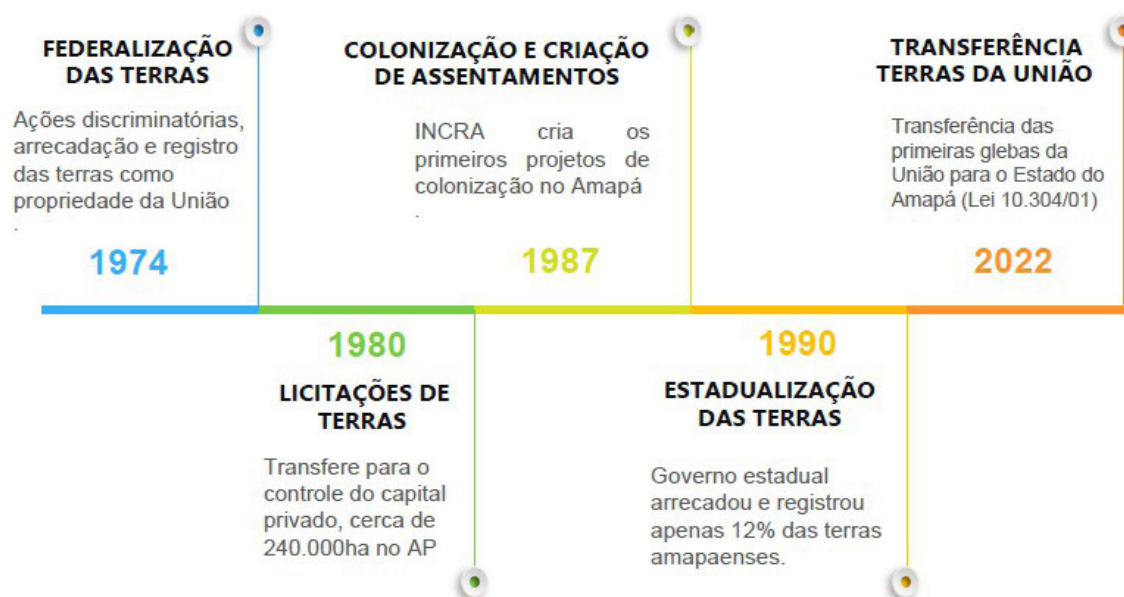 FEDERALIZAÇÃO
DAS TERRAS
Ações discriminatórias,
arrecadação e registro
das terras como
propriedade da União
.
1974
1980
LICITAÇÕES DE
TERRAS
Transfere para o
controle do capital
privado, cerca de
240.000ha no AP
COLONIZAÇÃO E CRIAÇÃO
DE ASSENTAMENTOS
INCRA cria os
primeiros projetos de
colonização no Amapá
.
1987
1990
ESTADUALIZAÇÃO
DAS TERRAS
Governo estadual
arrecadou e registrou
apenas 12% das terras
amapaenses.
TRANSFERÊNCIA
TERRAS DA UNIÃO
Transferência das
primeiras glebas da
União para o Estado do
Amapá (Lei 10.304/01)
2022